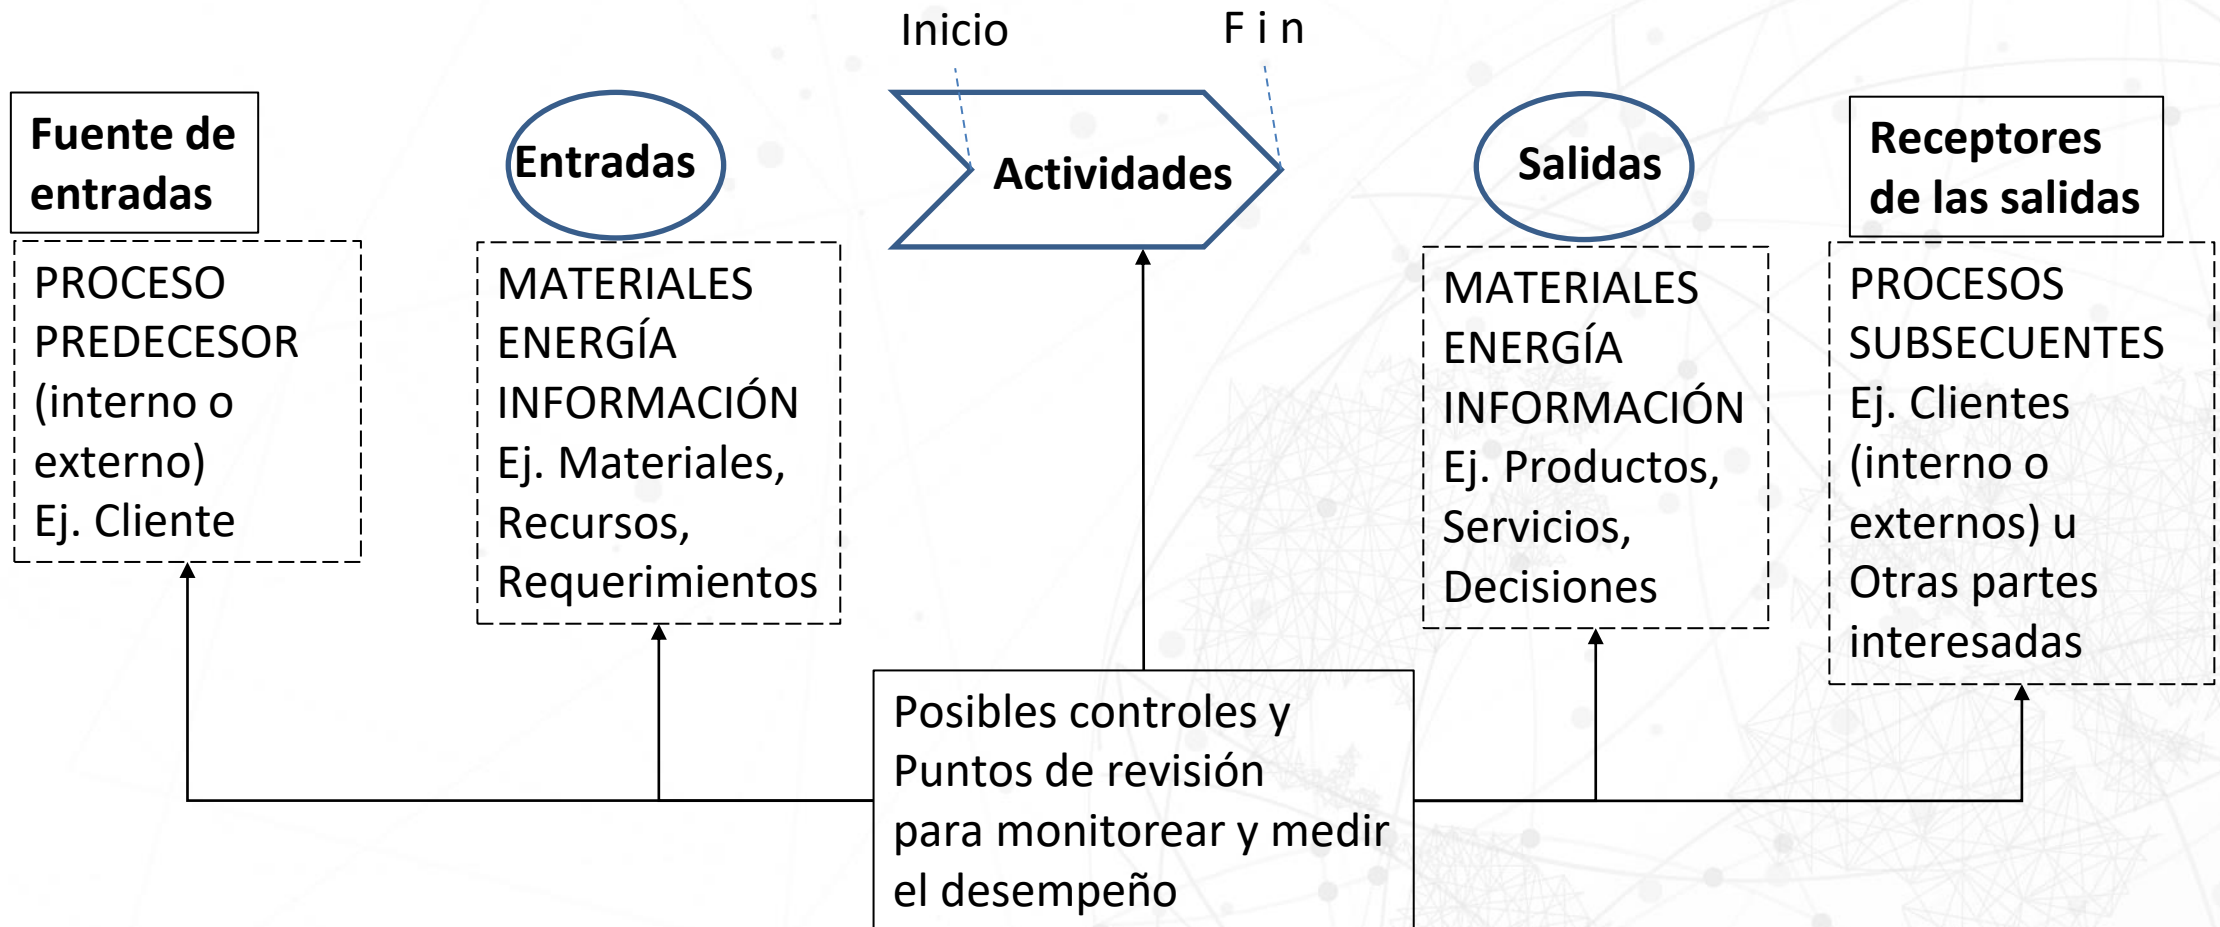 Inicio
F i n
Fuente de
entradas
Entradas
Actividades
Salidas
Receptores
de las salidas
PROCESO
PREDECESOR
(interno o
externo)
Ej. Cliente
MATERIALES
ENERGÍA
INFORMACIÓN
Ej. Materiales,
Recursos,
Requerimientos
MATERIALES
ENERGÍA
INFORMACIÓN
Ej. Productos,
Servicios,
Decisiones
PROCESOS
SUBSECUENTES
Ej. Clientes
(interno o
externos) u
Otras partes
interesadas
Posibles controles y
Puntos de revisión
para monitorear y medir
el desempeño